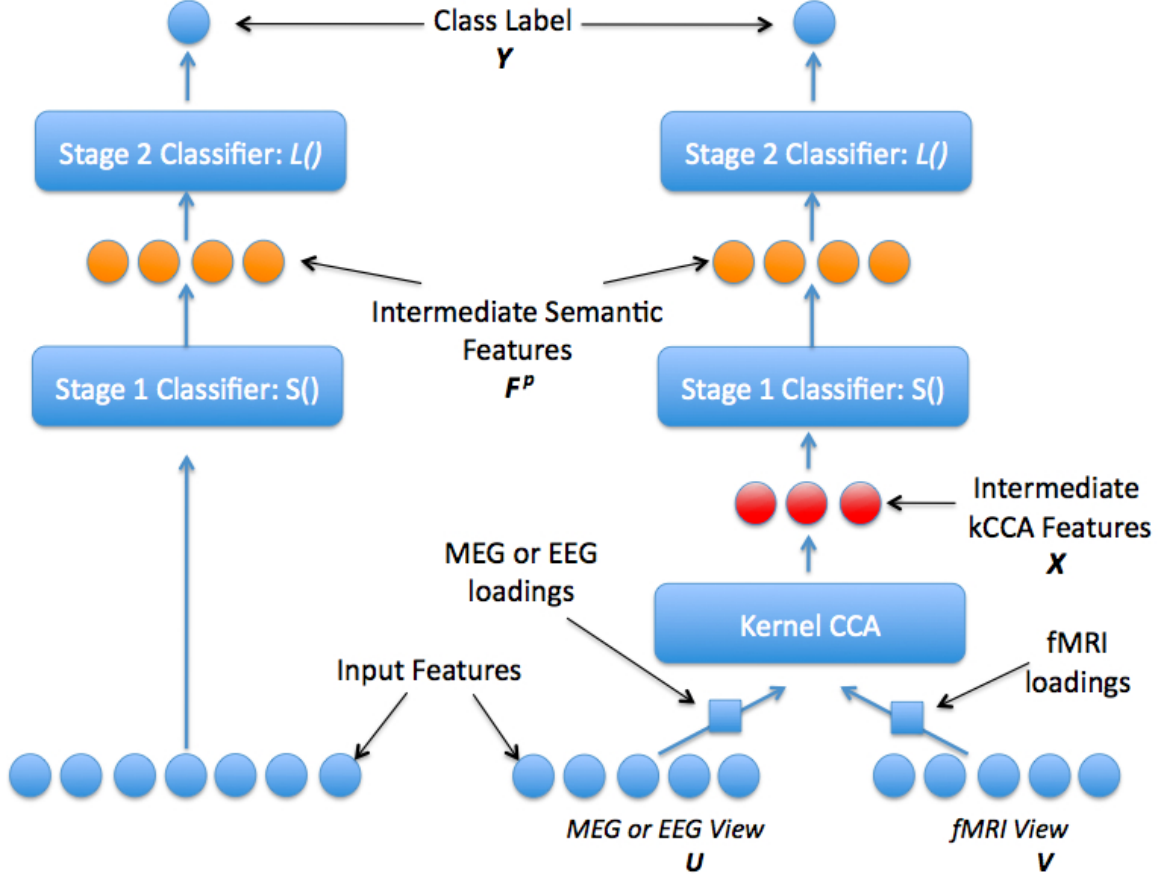 Class Label
Y
Stage 2 Classifier: L()
Stage 2 Classifier: L()
Intermediate Semantic
Features
F^p
Stage 1 Classifier: S()
Stage 1 Classifier: S()
Intermediate
kCCA Features
X
MEG or EEG
loadings
Kernel CCA
fMRI
loadings
Input Features
MEG or EEG View
U
fMRI View
V